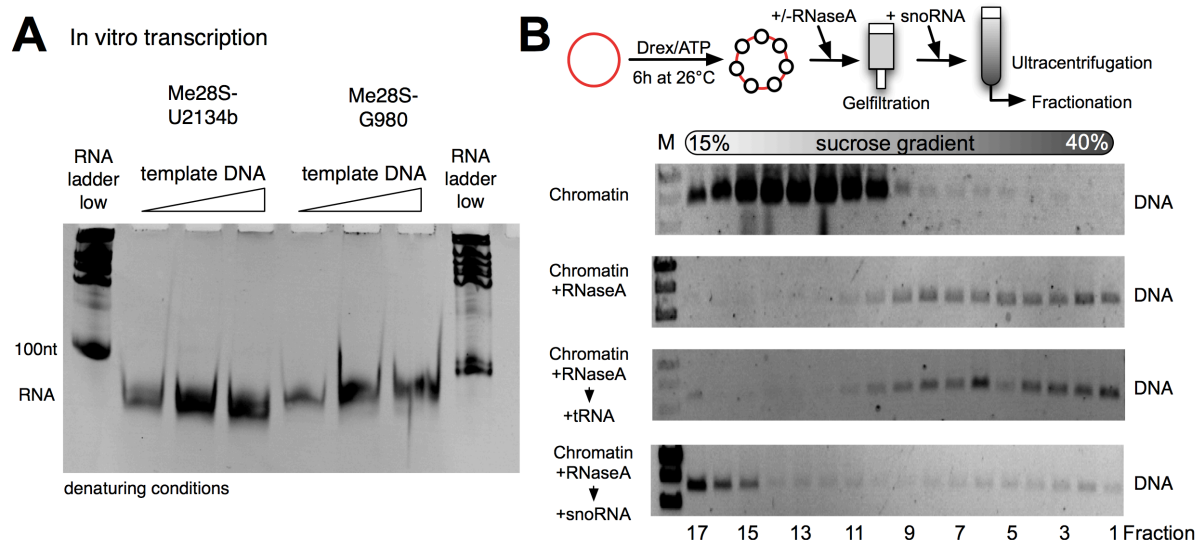 A In vitro transcription
Me28S-
U2134b
Me28S-
G980
RNA
ladder
low
template DNA
template DNA
RNA
ladder
low
100nt
RNA
denaturing conditions
B
+/-RNaseA
+ snoRNA
Drex/ATP
6h at 26°C
Gelfiltration
Ultracentrifugation
Fractionation
M 15% sucrose gradient 40%
Chromatin
DNA
Chromatin
+RNaseA
DNA
Chromatin
+RNaseA
+tRNA
DNA
Chromatin
+RNaseA
+snoRNA
DNA
17 15 13 11 9 7 5 3 1 Fraction